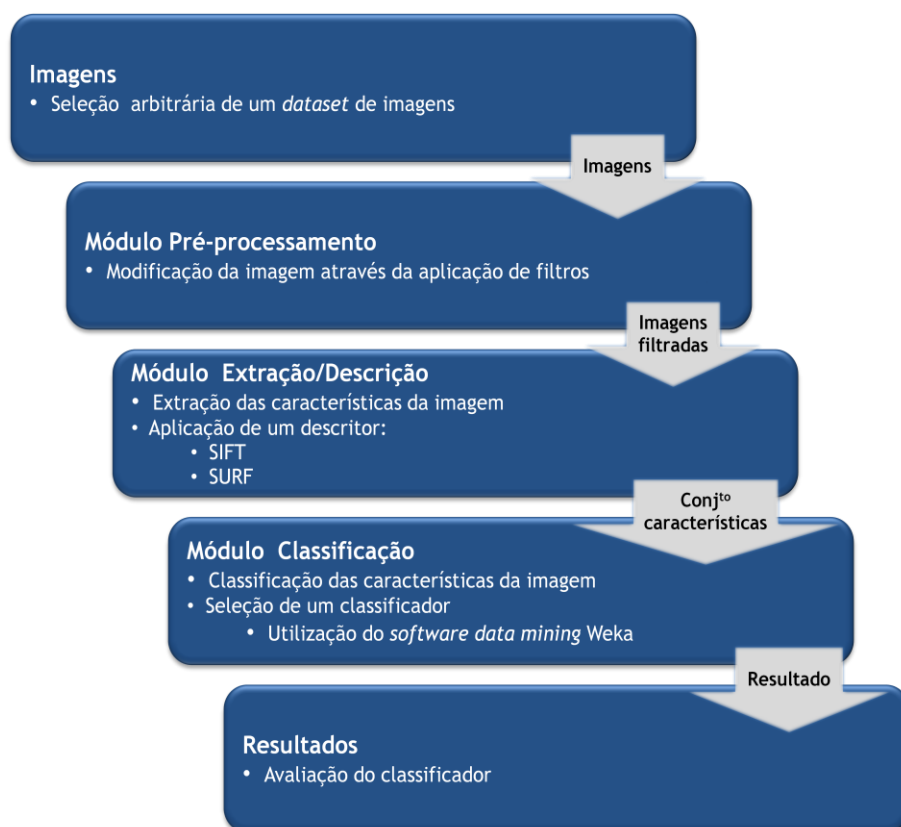 Imagens
• Seleção arbitrária de um dataset de imagens
Imagens
Módulo Pré-processamento
• Modificação da imagem através da aplicação de filtros
Imagens
filtradas
Módulo Extração/Descrição
• Extração das características da imagem
• Aplicação de um descritor:
• SIFT
• SURF
Conjto
características
Módulo Classificação
• Classificação das características da imagem
• Seleção de um classificador
• Utilização do software data mining Weka
Resultado
Resultados
• Avaliação do classificador